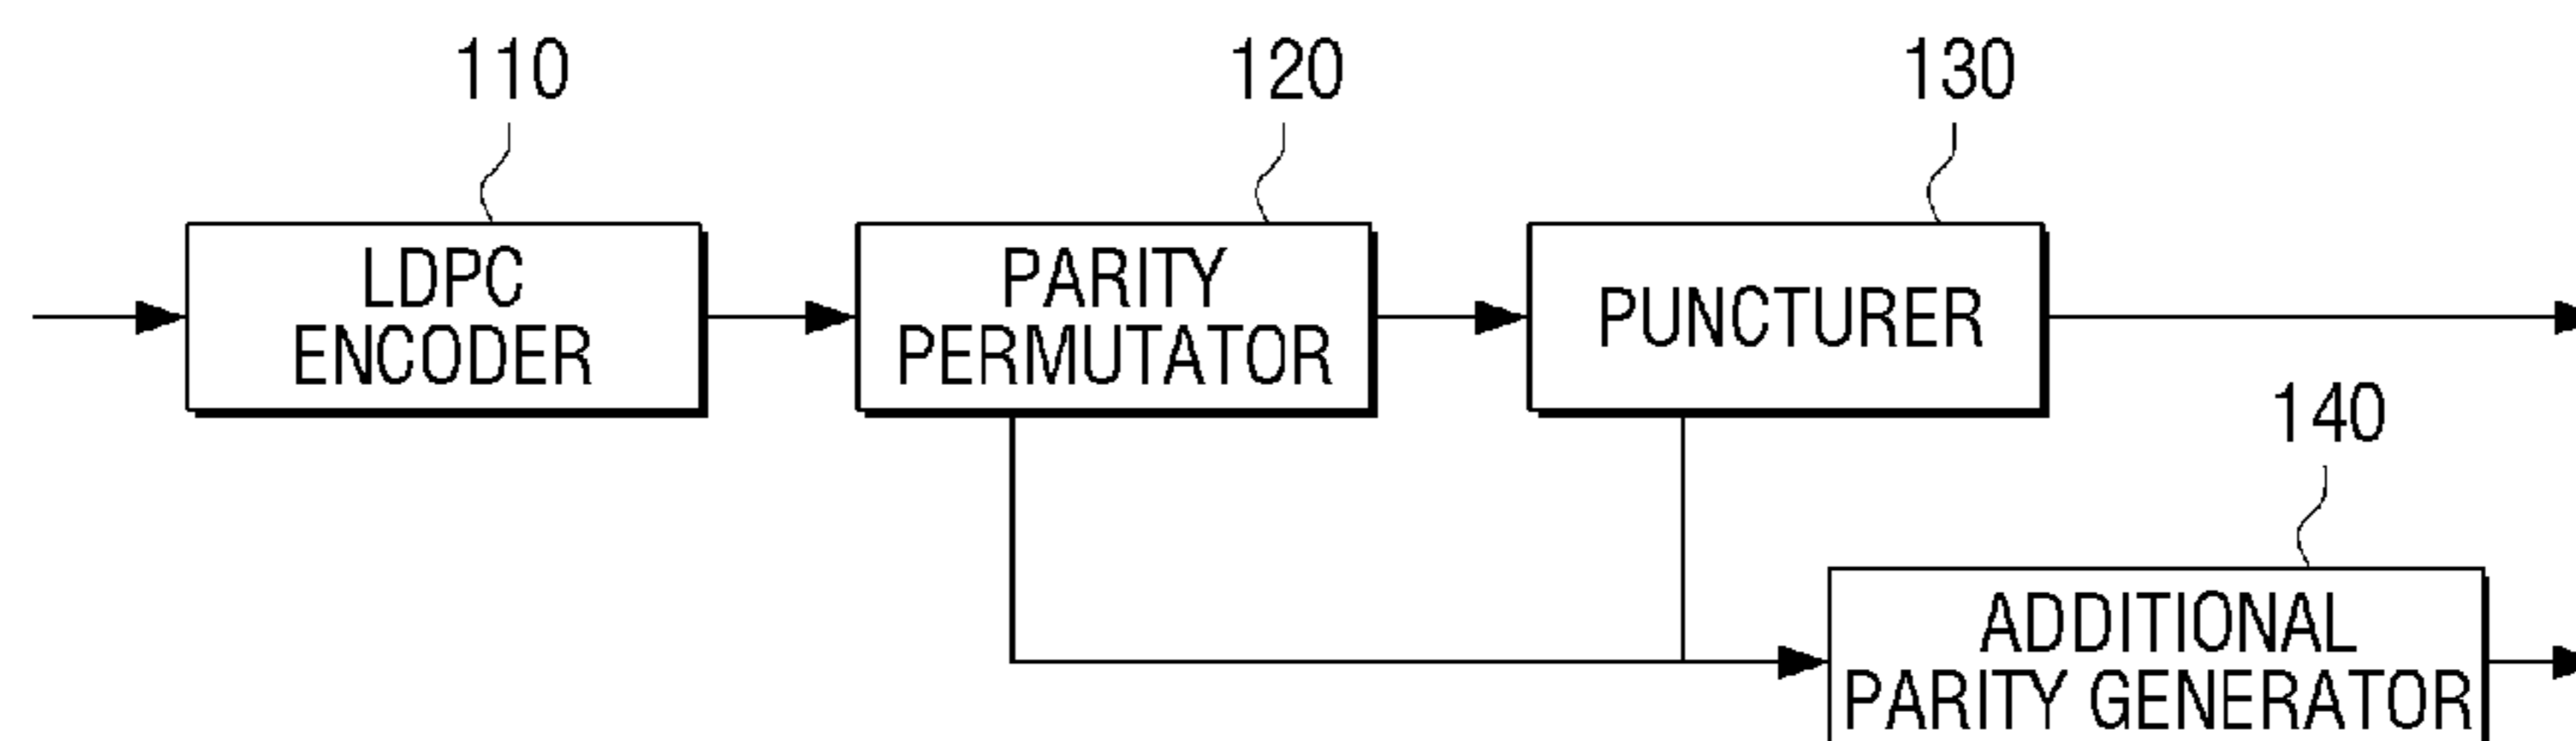 110
120
130
LDPC
ENCODER
PARITY
PERMUTATOR
PUNCTURER
140
ADDITIONAL
PARITY GENERATOR